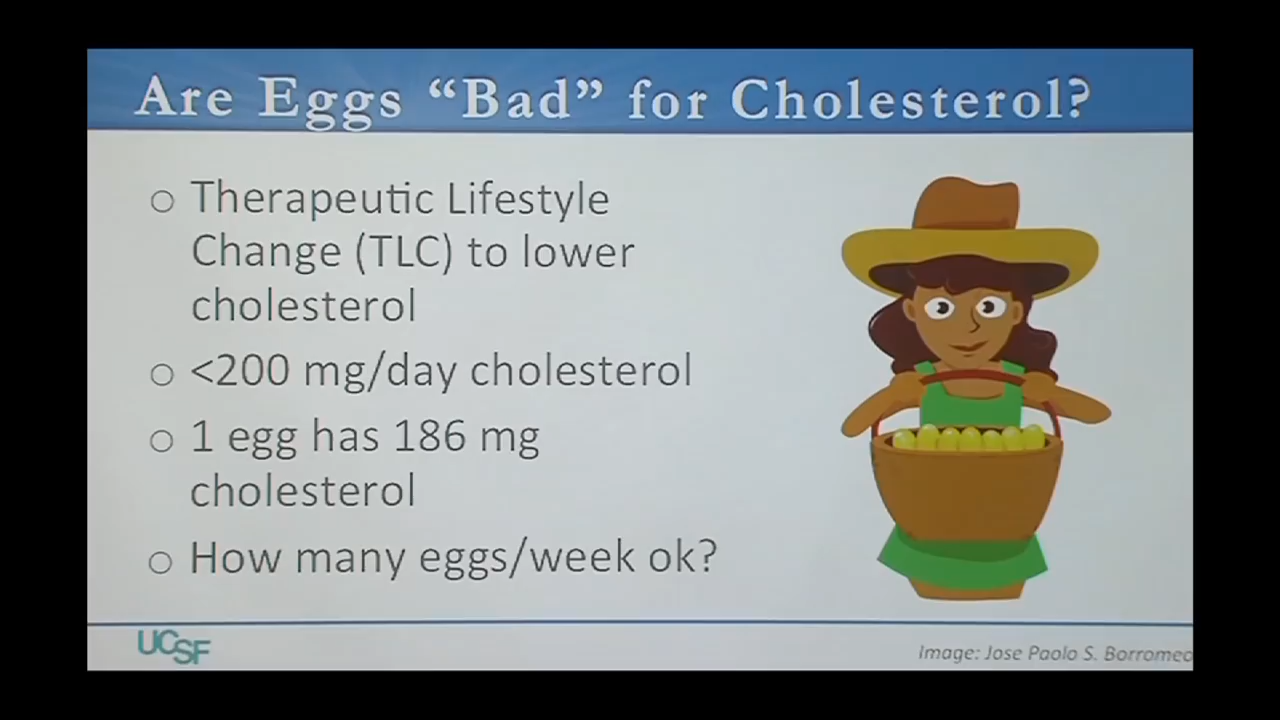 Are Eggs “Bad” for Cholesterol?
○ Therapeutic Lifestyle
Change (TLC) to lower
cholesterol
○ <200 mg/day cholesterol
○ 1 egg has 186 mg
cholesterol
○ How many eggs/week ok?
UCSF
Image: Jose Paolo S. Borromeo